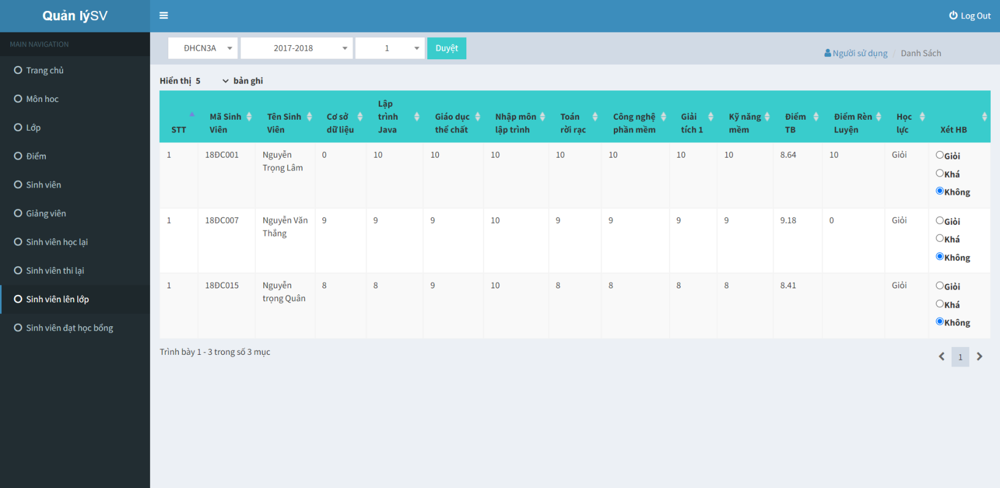 Quản lýSV
Log Out
MAIN NAVIGATION
Trang chủ
Môn hoc
Lớp
Điểm
Sinh viên
Giảng viên
Sinh viên học lại
Sinh viên thi lại
Sinh viên lên lớp
Sinh viên đạt học bổng
ĐHCN3A 2017-2018 1 Duyệt
Người sử dụng / Danh Sách
Hiển thị 5 bản ghi
STT
Mã Sinh
Viên
Tên Sinh
Viên
Cơ sở
dữ liệu
Lập
trình
Java
Giáo dục
thể chất
Nhập môn
lập trình
Toán
rời rạc
Công nghệ
phần mềm
Giải
tích 1
Kỹ năng
mềm
Điểm
TB
Điểm Rèn
Luyện
Học
lực
Xét HB
1 18ĐC001 Nguyễn 0 10 10 10 10 10 10 10 8.64 10 Giỏi Giỏi
Trọng Lâm
Khá
Không
1 18ĐC007 Nguyễn Văn 9 9 9 10 9 9 9 9 9.18 0 Giỏi Giỏi
Thắng
Khá
Không
1 18ĐC015 Nguyễn 8 8 9 10 8 8 8 8 8.41 Giỏi Giỏi
trọng Quân
Khá
Không
Trình bày 1 - 3 trong số 3 mục
1